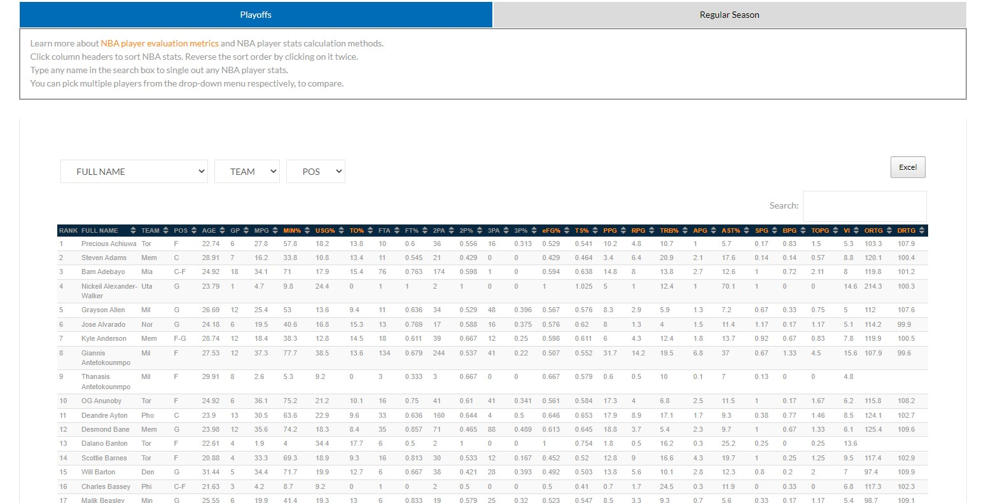 Playoffs Regular Season
Learn more about NBA player evaluation metrics and NBA player stats calculation methods.
Click column headers to sort NBA stats. Reverse the sort order by clicking on it twice.
Type any name in the search box to single out any NBA player stats.
You can pick multiple players from the drop-down menu respectively, to compare.
FULL NAME TEAM POS Excel
Search:
RANK FULL NAME TEAM POS AGE GP MPG MIN% USG% TO% FTA FT% 2PA 2P% 3PA 3P% eFG% TS% PPG RPG TRB% APG AST% SPG BPG TOPG VI ORTG DRTG
1 Precious Achiuwa Tor F 22.74 6 27.8 57.8 18.2 13.8 10 0.6 36 0.556 16 0.313 0.529 0.541 10.2 4.8 10.7 1 5.7 0.17 0.83 1.5 5.3 103.3 107.9
2 Steven Adams Mem C 28.91 7 16.2 33.8 10.8 13.4 11 0.545 21 0.429 0 0 0.429 0.464 3.4 6.4 20.9 2.1 17.6 0.14 0.14 0.57 8.8 120.1 100.4
3 Bam Adebayo Mia C-F 24.92 18 34.1 71 17.9 15.4 76 0.763 174 0.598 1 0 0.594 0.638 14.8 8 13.8 2.7 12.6 1 0.72 2.11 8 119.8 101.2
4 Nickeil Alexander- Uta G 23.79 1 4.7 9.8 24.4 0 1 1 2 1 0 0 1 1.025 5 1 12.4 1 70.1 1 0 0 14.6 214.3 100.3
Walker
5 Grayson Allen Mil G 26.69 12 25.4 53 13.6 9.4 11 0.636 34 0.529 48 0.396 0.567 0.576 8.3 2.9 5.9 1.3 7.2 0.67 0.33 0.75 5 112 107.6
6 Jose Alvarado Nor G 24.18 6 19.5 40.6 16.8 15.3 13 0.769 17 0.588 16 0.375 0.576 0.62 8 1.3 4 1.5 11.4 1.17 0.17 1.17 5.1 114.2 99.9
7 Kyle Anderson Mem F-G 28.74 12 18.4 38.3 12.8 14.5 18 0.611 39 0.667 12 0.25 0.598 0.611 6 4.3 12.4 1.8 13.7 0.92 0.67 0.83 7.8 119.9 100.5
8 Giannis Mil F 27.53 12 37.3 77.7 38.5 13.6 134 0.679 244 0.537 41 0.22 0.507 0.552 31.7 14.2 19.5 6.8 37 0.67 1.33 4.5 15.6 107.9 99.6
Antetokounmpo
9 Thanasis Mil F 29.91 8 2.6 5.3 9.2 0 3 0.333 3 0.667 0 0 0.667 0.579 0.6 0.5 10 0.1 7 0.13 0 0 4.8
Antetokounmpo
10 OG Anunoby Tor F 24.92 6 36.1 75.2 21.2 10.1 16 0.75 41 0.61 41 0.341 0.561 0.584 17.3 4 6.8 2.5 11.5 1 0.17 1.67 6.2 115.8 108.2
11 Deandre Ayton Pho C 23.9 13 30.5 63.6 22.9 9.6 33 0.636 160 0.644 4 0.5 0.646 0.653 17.9 8.9 17.1 1.7 9.3 0.38 0.77 1.46 8.5 124.1 102.7
12 Desmond Bane Mem G 23.98 12 35.6 74.2 18.3 8.4 35 0.857 71 0.465 88 0.489 0.613 0.645 18.8 3.7 5.4 2.3 9.7 1 0.67 1.33 6.1 125.4 109.6
13 Dalano Banton Tor F 22.61 4 1.9 4 34.4 17.7 6 0.5 2 1 0 0 1 0.754 1.8 0.5 16.2 0.3 25.2 0.25 0 0.25 13.6
14 Scottie Barnes Tor F 20.88 4 33.3 69.3 18.9 9.3 16 0.813 30 0.533 12 0.167 0.452 0.52 12.8 9 16.6 4.3 19.7 1 0.25 1.25 9.5 117.4 102.9
15 Will Barton Den G 31.44 5 34.4 71.7 19.9 12.7 6 0.667 38 0.421 28 0.393 0.492 0.503 13.8 5.6 10.1 2.8 12.3 0.8 0.2 2 7 97.4 109.9
16 Charles Bassey Phi C-F 21.63 3 4.2 8.7 9.2 0 1 0 2 0.5 0 0 0.5 0.41 0.7 1.7 24.5 0.3 11.9 0 0.33 0 6.8 117.3 102.3
17 Malik Beasley Min G 25.55 6 19.9 41.4 19.3 13 6 0.833 19 0.579 25 0.32 0.523 0.547 8.5 3.3 9.3 0.7 5.6 0.33 0.17 1.17 5.4 98.7 109.1